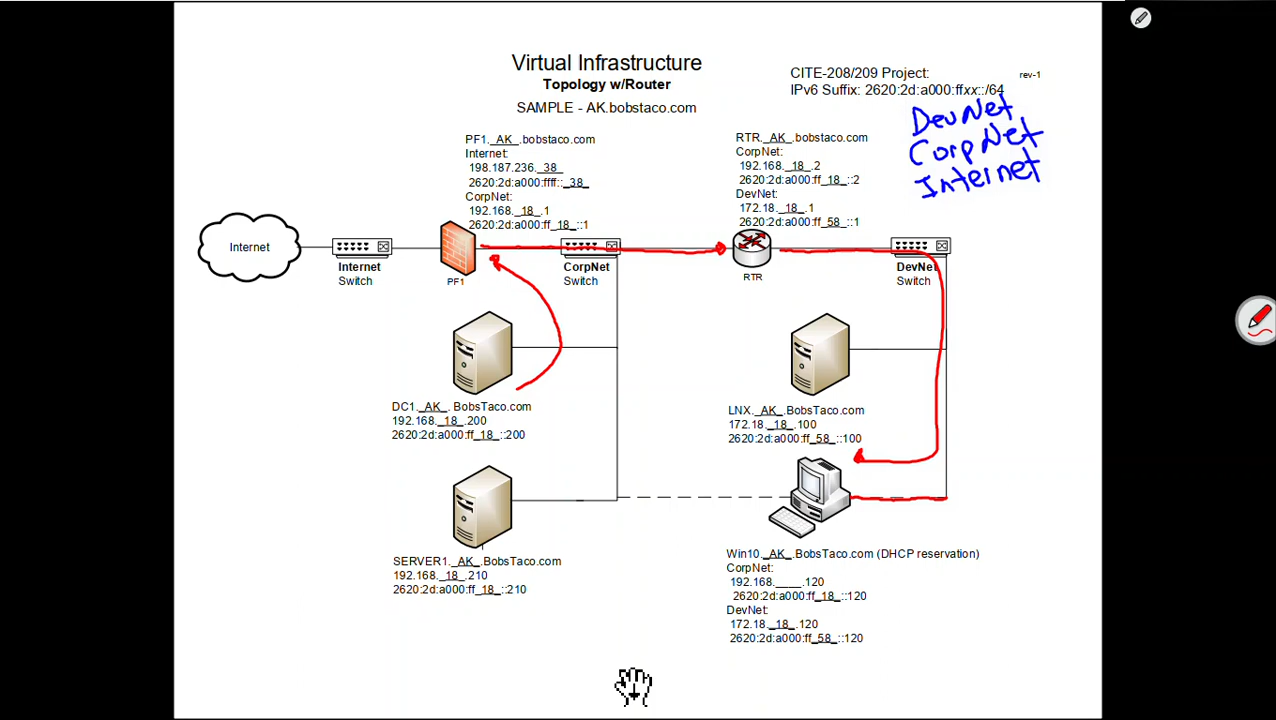 Virtual Infrastructure
Topology w/Router
SAMPLE - AK.bobstaco.com
CITE-208/209 Project:
rev-1
IPv6 Suffix: 2620:2d:a000:ffxx::/64
DevNet
CorpNet
Internet
PF1._AK_.bobstaco.com
Internet:
198.187.236._38_
2620:2d:a000:ffff::_38_
CorpNet:
192.168._18_.1
2620:2d:a000:ff_18_::1
RTR._AK_.bobstaco.com
CorpNet:
192.168._18_.2
2620:2d:a000:ff_18_::2
DevNet:
172.18._18_.1
2620:2d:a000:ff_58_::1
Internet
Internet
Switch
PF1
CorpNet
Switch
RTR
DevNet
Switch
DC1._AK_. BobsTaco.com
192.168._18_.200
2620:2d:a000:ff_18_::200
LNX._AK_.BobsTaco.com
172.18._18_.100
2620:2d:a000:ff_58_::100
SERVER1._AK_.BobsTaco.com
192.168._18_.210
2620:2d:a000:ff_18_::210
Win10._AK_.BobsTaco.com (DHCP reservation)
CorpNet:
192.168.____.120
2620:2d:a000:ff_18_::120
DevNet:
172.18._18_.120
2620:2d:a000:ff_58_::120